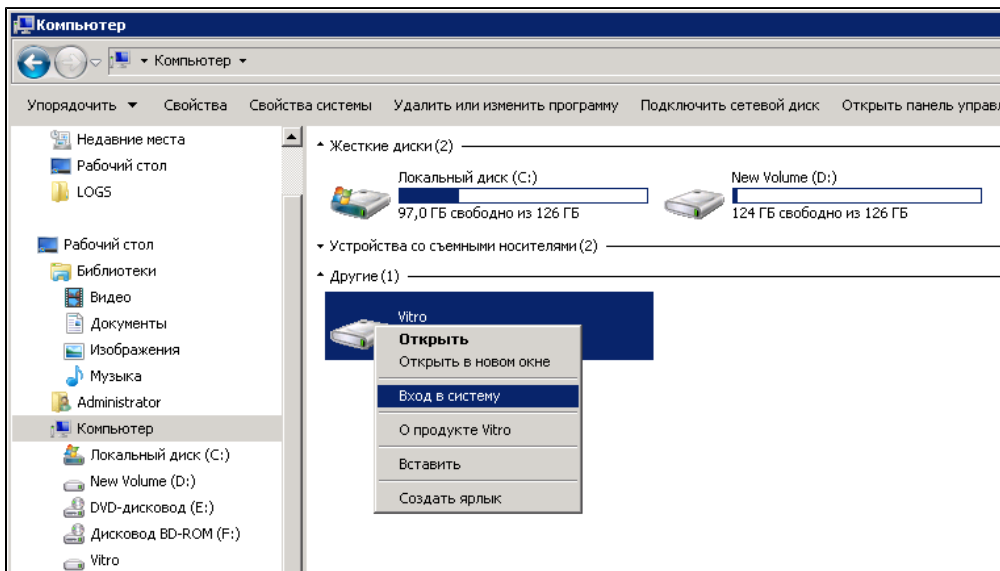 Компьютер
Компьютер
Упорядочить Свойства Свойства системы Удалить или изменить программу Подключить сетевой диск Открыть панель управл
Недавние места
Рабочий стол
LOGS
Рабочий стол
Библиотеки
Видео
Документы
Изображения
Музыка
Administrator
Компьютер
Локальный диск (C:)
New Volume (D:)
DVD-дисковод (E:)
Дисковод BD-ROM (F:)
Vitro
Жесткие диски (2)
Локальный диск (C:)
97,0 ГБ свободно из 126 ГБ
New Volume (D:)
124 ГБ свободно из 126 ГБ
Устройства со съемными носителями (2)
Другие (1)
Vitro
Открыть
Открыть в новом окне
Вход в систему
О продукте Vitro
Вставить
Создать ярлык